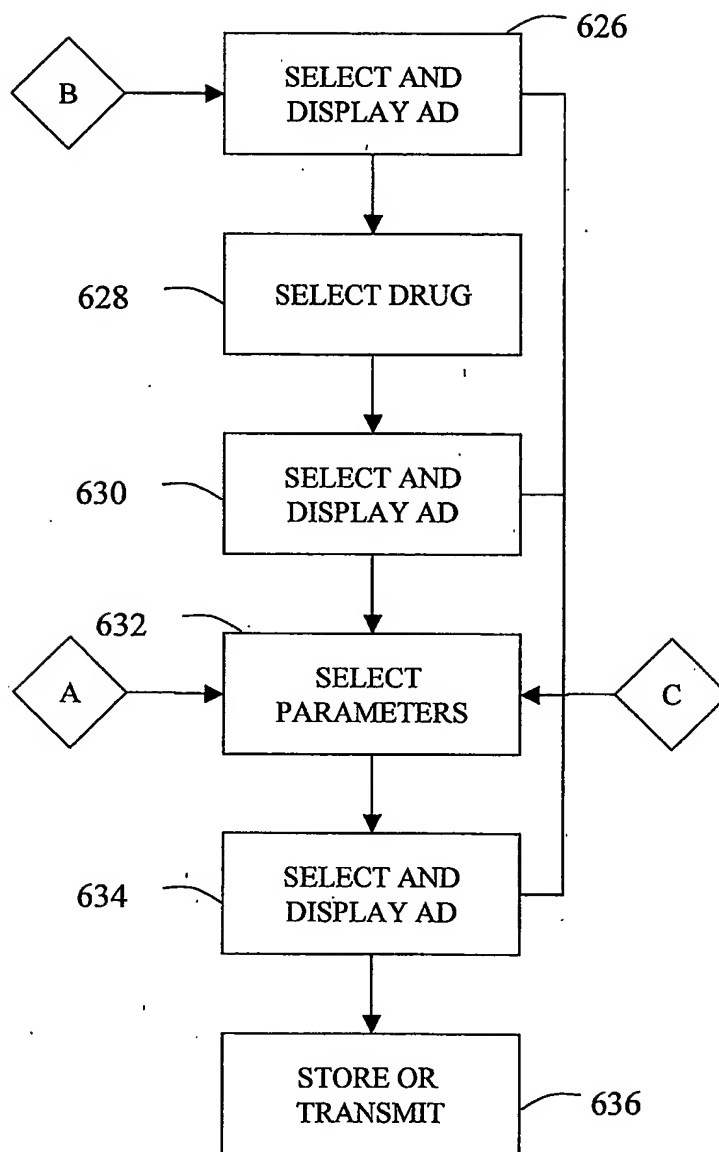 626
B
SELECT AND
DISPLAY AD
628
SELECT DRUG
630
SELECT AND
DISPLAY AD
632
A
SELECT
PARAMETERS
C
634
SELECT AND
DISPLAY AD
STORE OR
TRANSMIT
636